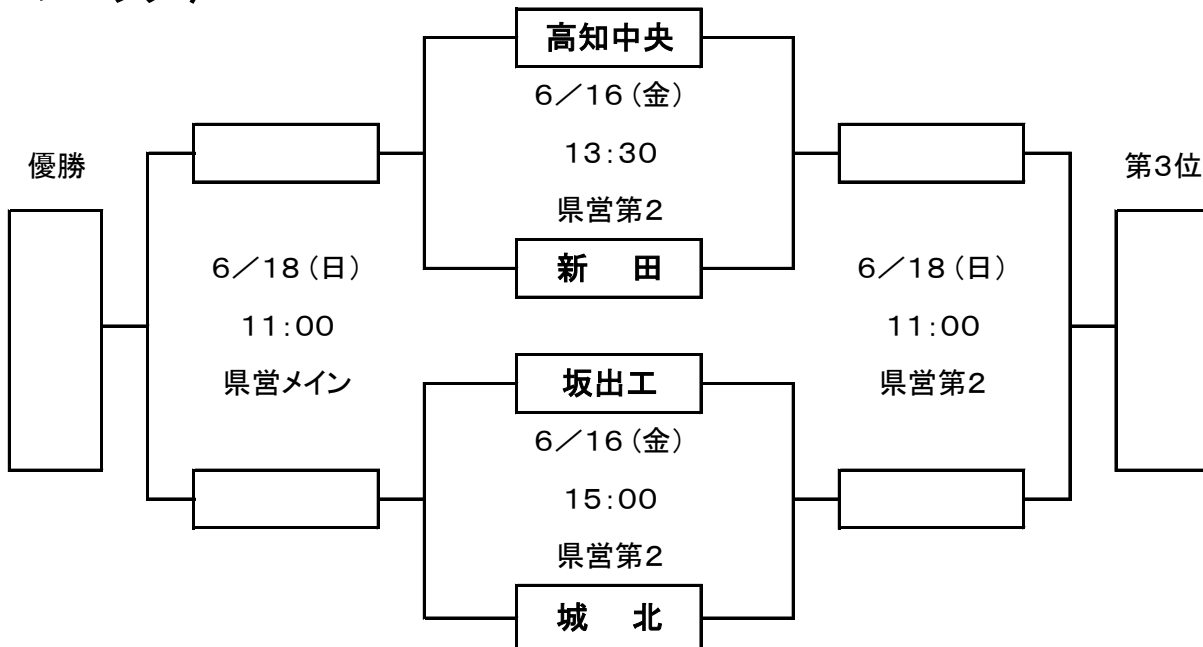 高知中央
6／16（金）
13：30
県営第2
新　田
優勝
6／18（日）
11：00
県営メイン
第3位
6／18（日）
11：00
県営第2
坂出工
6／16（金）
15：00
県営第2
城　北